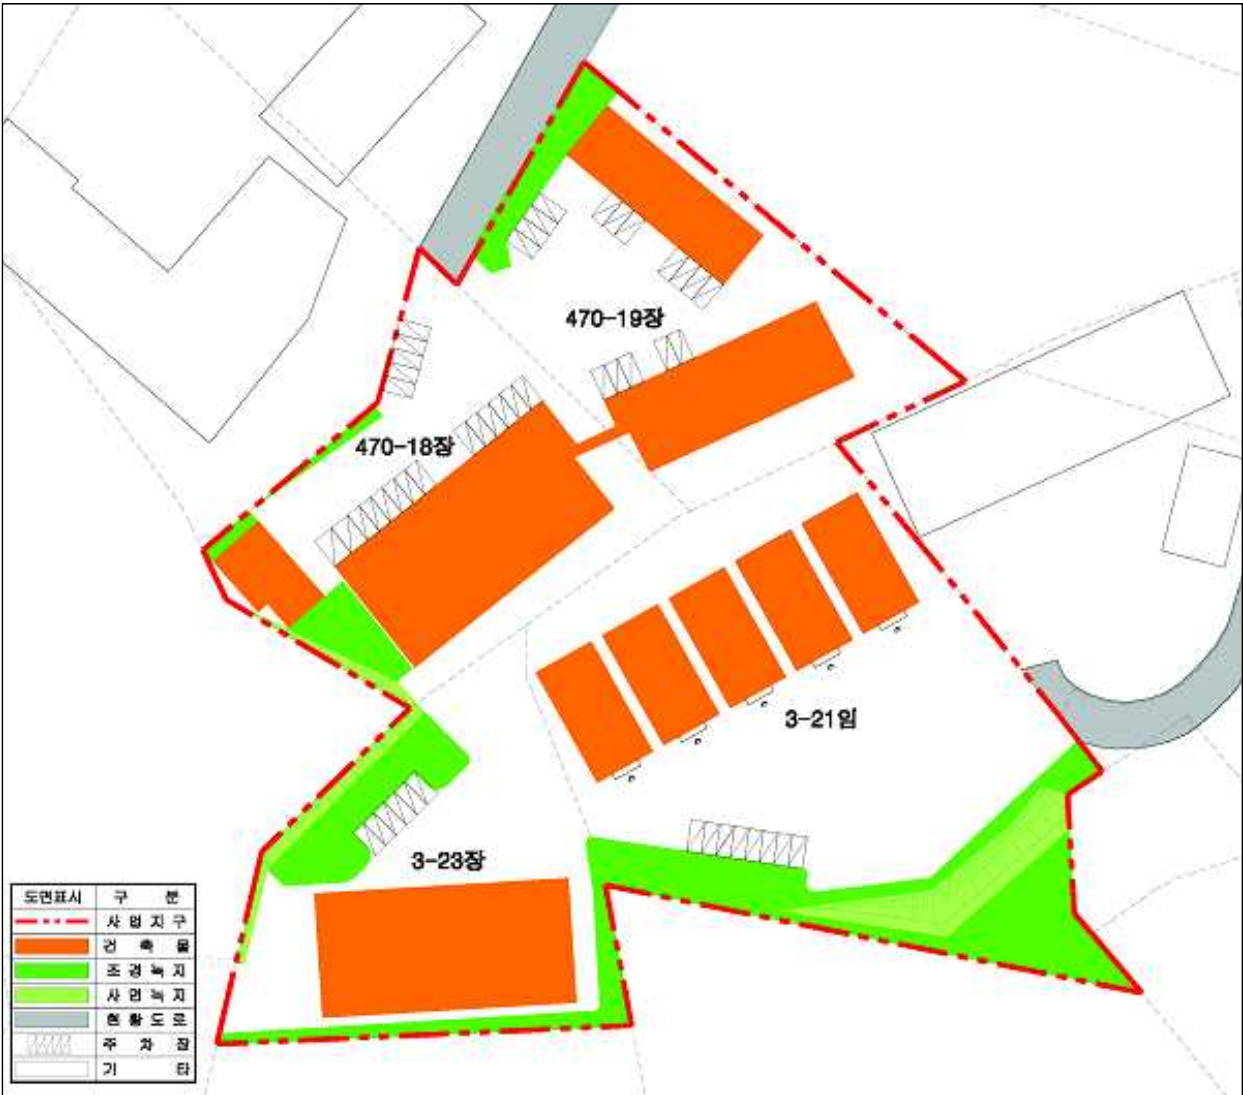 470-19장
470-18장
3-21임
3-23장
도면표시 구 분
사 업 지 구
건 축 물
조 경 녹 지
사 면 녹 지
현 황 도 로
주 차 장
기 타